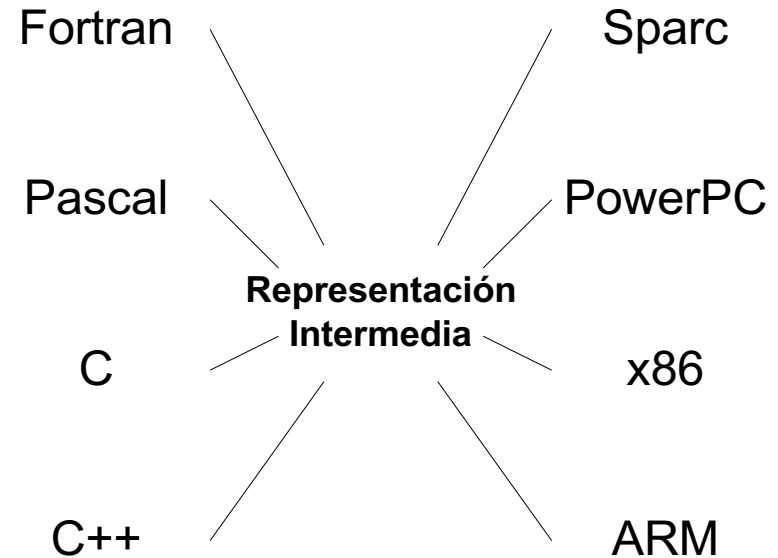 Fortran
Sparc
Pascal
PowerPC
Representación
Intermedia
C
x86
C++
ARM